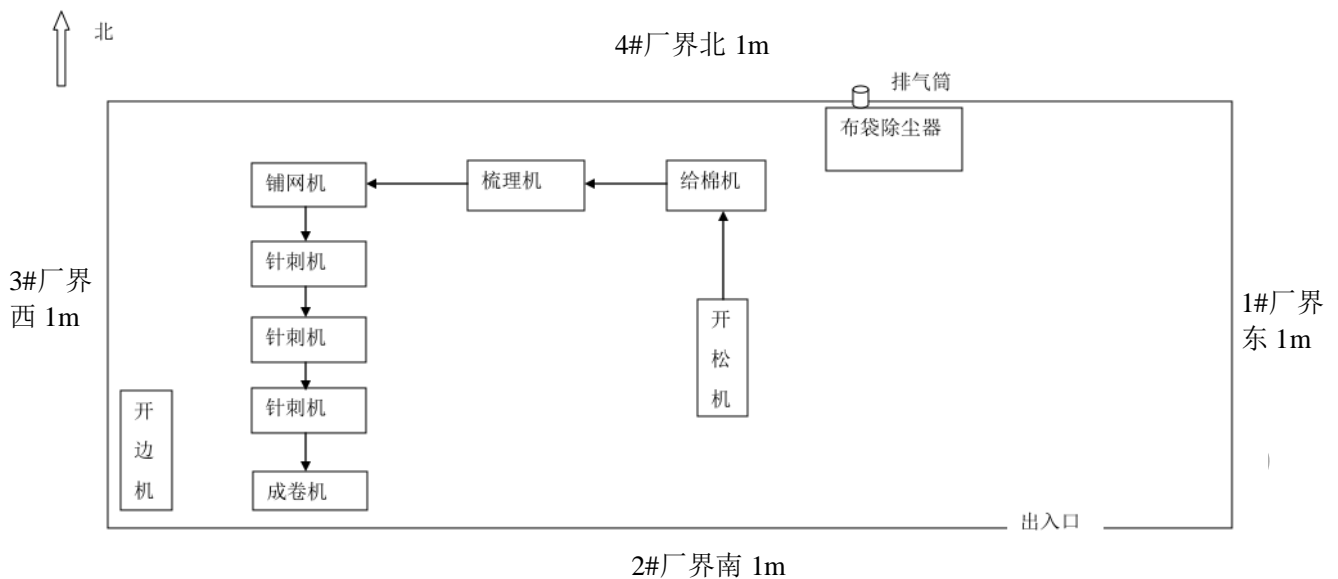 北
4#厂界北 1m
排气筒
布袋除尘器
铺网机
梳理机
给棉机
针刺机
3#厂界
西 1m
1#厂界
东 1m
开
松
机
针刺机
针刺机
开
边
机
成卷机
出入口
2#厂界南 1m